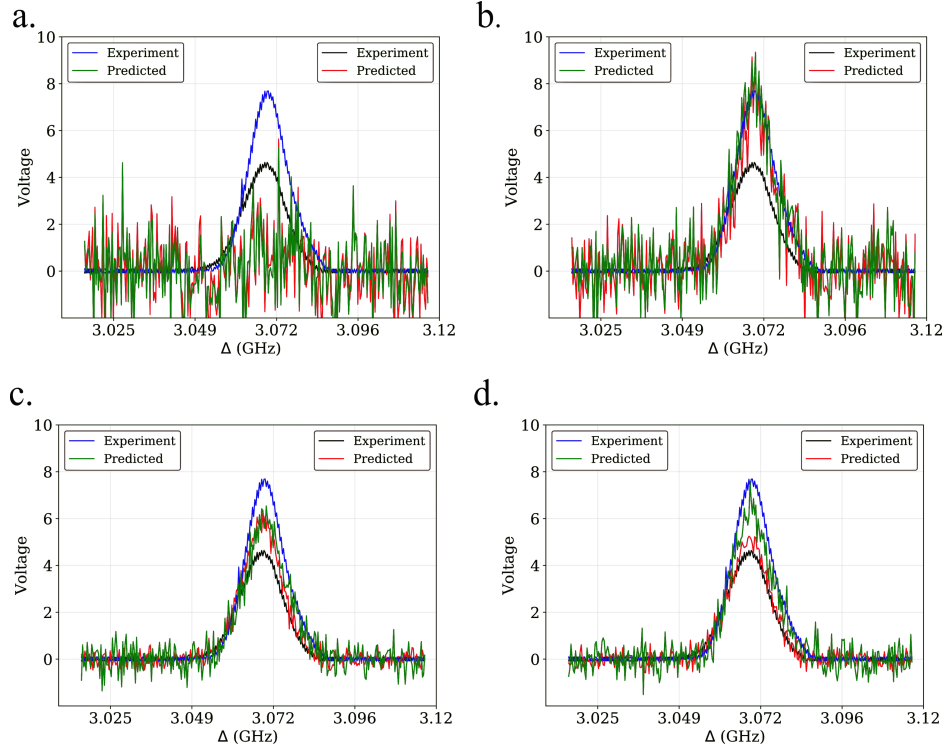 a.
10
8
6
4
2
0
Voltage
Experiment
Predicted
Experiment
Predicted
3.025 3.049 3.072 3.096 3.12
Δ (GHz)
b.
10
8
6
4
2
0
Voltage
Experiment
Predicted
Experiment
Predicted
3.025 3.049 3.072 3.096 3.12
Δ (GHz)
c.
10
8
6
4
2
0
Voltage
Experiment
Predicted
Experiment
Predicted
3.025 3.049 3.072 3.096 3.12
Δ (GHz)
d.
10
8
6
4
2
0
Voltage
Experiment
Predicted
Experiment
Predicted
3.025 3.049 3.072 3.096 3.12
Δ (GHz)